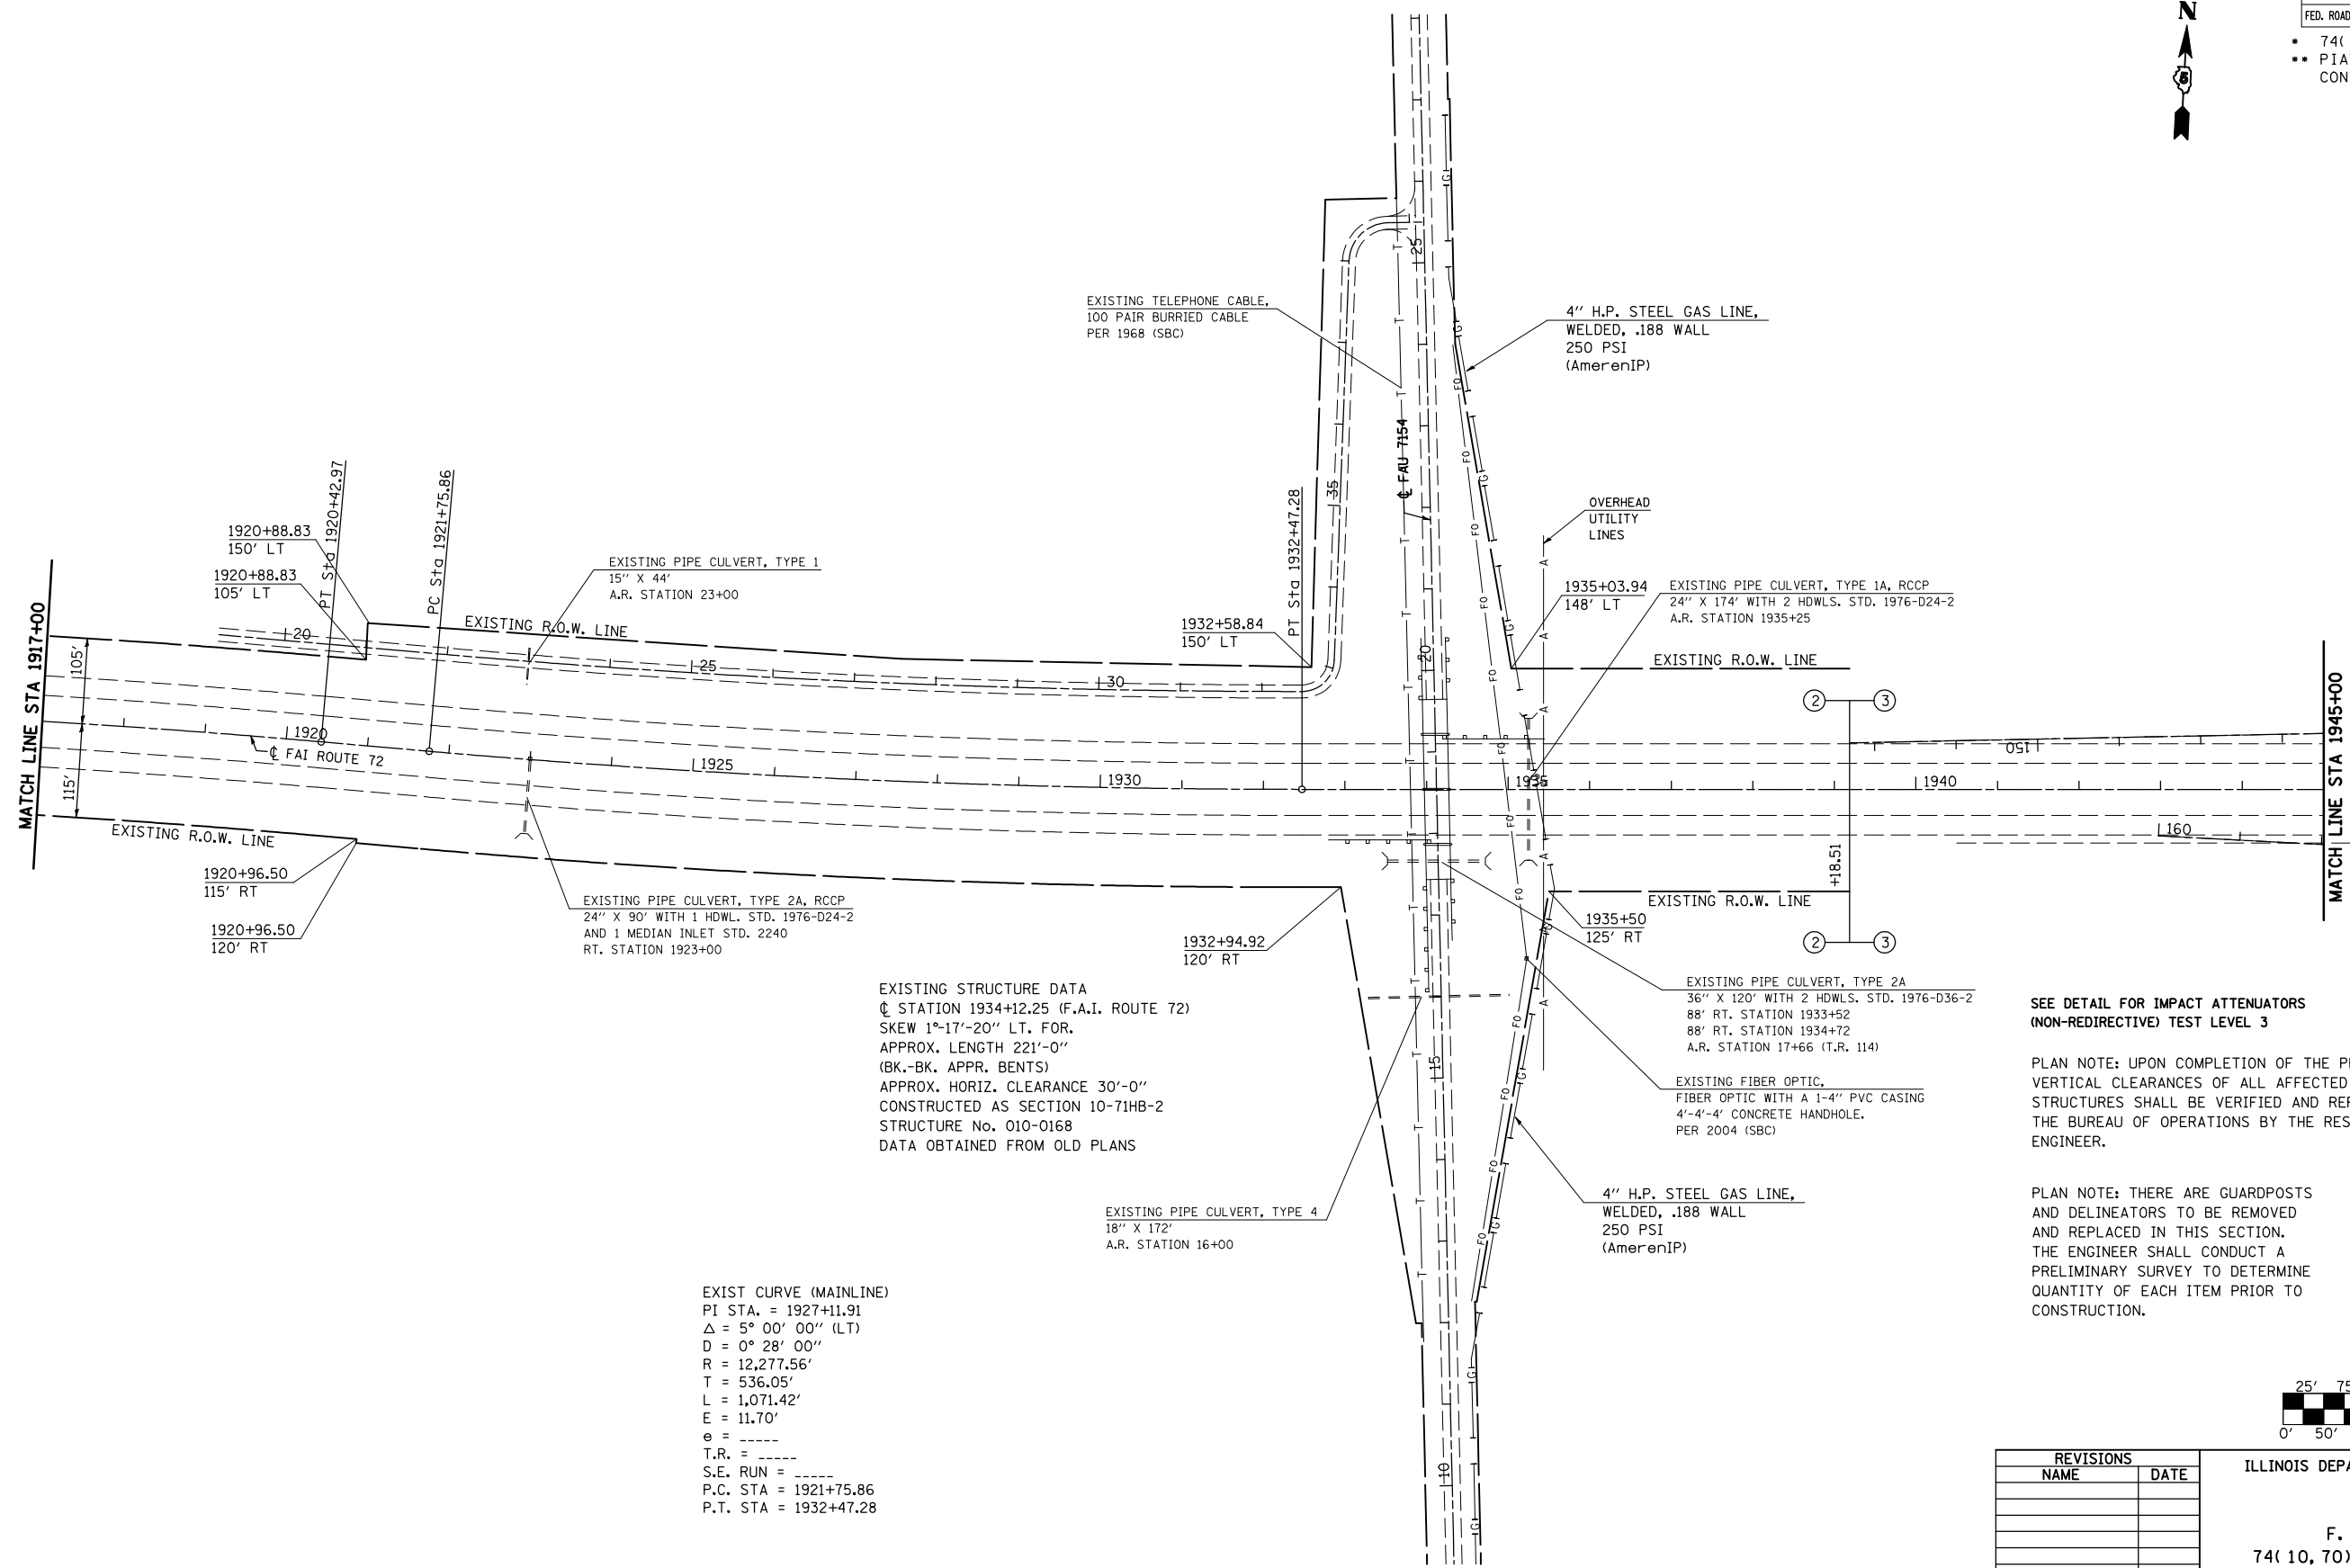 N
5
FED. ROAD
* 74(
** PIA
CON
EXISTING TELEPHONE CABLE,
100 PAIR BURRIED CABLE
PER 1968 (SBC)
4" H.P. STEEL GAS LINE,
WELDED, .188 WALL
250 PSI
(AmerenIP)
℄ FAU 7154
OVERHEAD
UTILITY
LINES
PT Sta 1920+42.97
PC Sta 1921+75.86
PT Sta 1932+47.28
1920+88.83
150' LT
1920+88.83
105' LT
EXISTING PIPE CULVERT, TYPE 1
15" X 44'
A.R. STATION 23+00
EXISTING R.O.W. LINE
1932+58.84
150' LT
1935+03.94
148' LT
EXISTING PIPE CULVERT, TYPE 1A, RCCP
24" X 174' WITH 2 HDWLS. STD. 1976-D24-2
A.R. STATION 1935+25
EXISTING R.O.W. LINE
MATCH LINE STA 1917+00
105'
115'
20
25
30
35
25
20
15
10
2
3
150
1920
℄ FAI ROUTE 72
1925
1930
1935
1940
160
+18.51
MATCH LINE STA 1945+00
EXISTING R.O.W. LINE
1920+96.50
115' RT
1920+96.50
120' RT
EXISTING PIPE CULVERT, TYPE 2A, RCCP
24" X 90' WITH 1 HDWL. STD. 1976-D24-2
AND 1 MEDIAN INLET STD. 2240
RT. STATION 1923+00
1932+94.92
120' RT
EXISTING R.O.W. LINE
1935+50
125' RT
2
3
EXISTING STRUCTURE DATA
℄ STATION 1934+12.25 (F.A.I. ROUTE 72)
SKEW 1°-17'-20" LT. FOR.
APPROX. LENGTH 221'-0"
(BK.-BK. APPR. BENTS)
APPROX. HORIZ. CLEARANCE 30'-0"
CONSTRUCTED AS SECTION 10-71HB-2
STRUCTURE No. 010-0168
DATA OBTAINED FROM OLD PLANS
EXISTING PIPE CULVERT, TYPE 2A
36" X 120' WITH 2 HDWLS. STD. 1976-D36-2
88' RT. STATION 1933+52
88' RT. STATION 1934+72
A.R. STATION 17+66 (T.R. 114)
EXISTING FIBER OPTIC,
FIBER OPTIC WITH A 1-4" PVC CASING
4'-4'-4' CONCRETE HANDHOLE.
PER 2004 (SBC)
4" H.P. STEEL GAS LINE,
WELDED, .188 WALL
250 PSI
(AmerenIP)
EXISTING PIPE CULVERT, TYPE 4
18" X 172'
A.R. STATION 16+00
SEE DETAIL FOR IMPACT ATTENUATORS
(NON-REDIRECTIVE) TEST LEVEL 3
PLAN NOTE: UPON COMPLETION OF THE
VERTICAL CLEARANCES OF ALL AFFECTED
STRUCTURES SHALL BE VERIFIED AND
THE BUREAU OF OPERATIONS BY THE RES
ENGINEER.
PLAN NOTE: THERE ARE GUARDPOSTS
AND DELINEATORS TO BE REMOVED
AND REPLACED IN THIS SECTION.
THE ENGINEER SHALL CONDUCT A
PRELIMINARY SURVEY TO DETERMINE
QUANTITY OF EACH ITEM PRIOR TO
CONSTRUCTION.
EXIST CURVE (MAINLINE)
PI STA. = 1927+11.91
Δ = 5° 00' 00" (LT)
D = 0° 28' 00"
R = 12,277.56'
T = 536.05'
L = 1,071.42'
E = 11.70'
e = _____
T.R. = _____
S.E. RUN = _____
P.C. STA = 1921+75.86
P.T. STA = 1932+47.28
25' 75
0' 50'
REVISIONS
NAME DATE
ILLINOIS DEPA
F.
74( 10, 70)